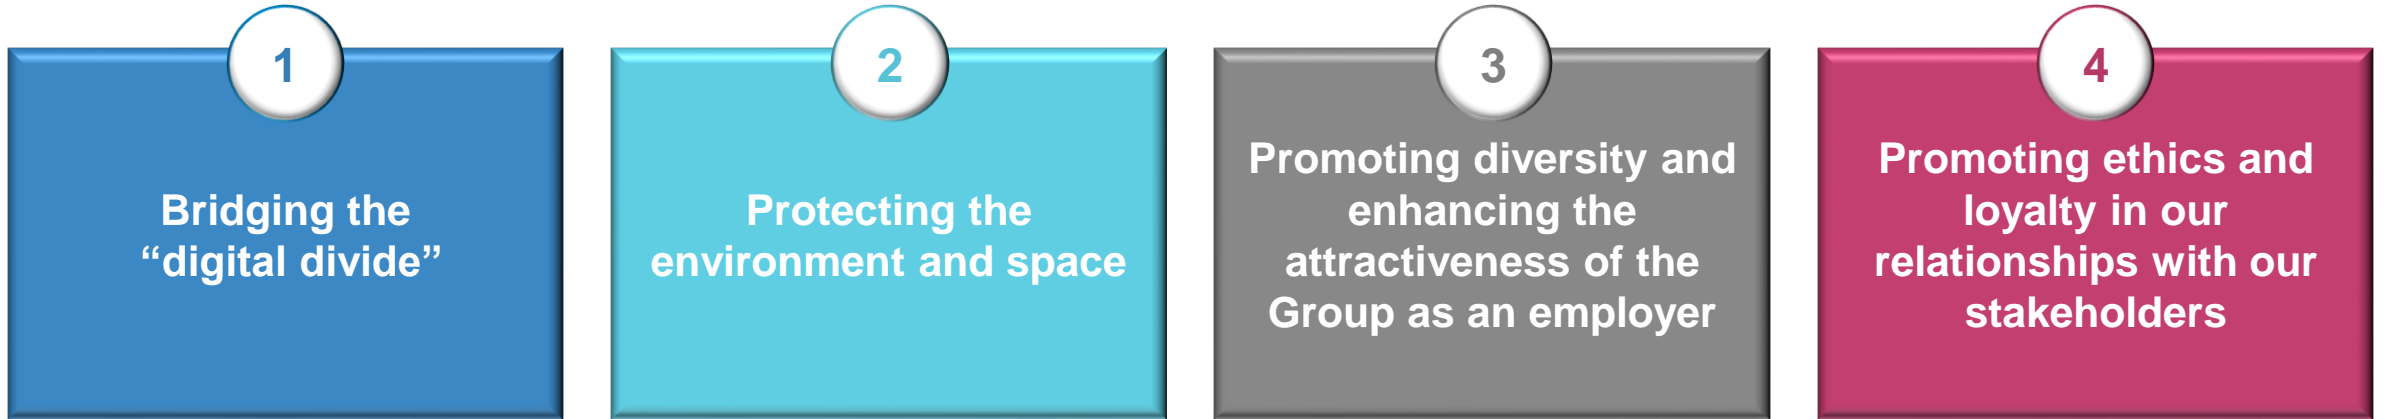 1
Bridging the
“digital divide”
2
Protecting the
environment and space
3
Promoting diversity and
enhancing the
attractiveness of the
Group as an employer
4
Promoting ethics and
loyalty in our
relationships with our
stakeholders